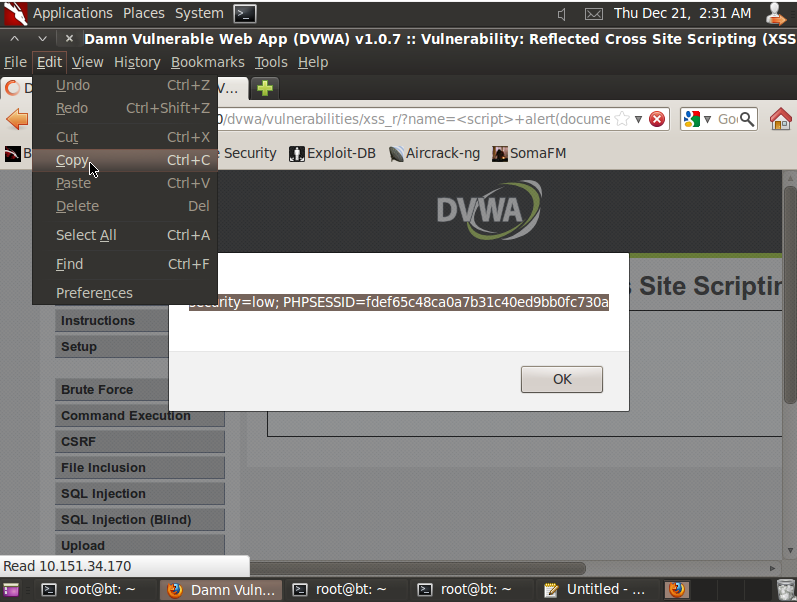 Applications Places System
Thu Dec 21, 2:31 AM
Damn Vulnerable Web App (DVWA) v1.0.7 :: Vulnerability: Reflected Cross Site Scripting (XSS
File Edit View History Bookmarks Tools Help
D
V...
/dvwa/vulnerabilities/xss_r/?name=<script>+alert(docume
Go
B
Security Exploit-DB Aircrack-ng SomaFM
Undo Ctrl+Z
Redo Ctrl+Shift+Z
Cut Ctrl+X
Copy Ctrl+C
Paste Ctrl+V
Delete Del
Select All Ctrl+A
Find Ctrl+F
Preferences
DVWA
Site Scriptin
security=low; PHPSESSID=fdef65c48ca0a7b31c40ed9bb0fc730a
OK
Instructions
Setup
Brute Force
Command Execution
CSRF
File Inclusion
SQL Injection
SQL Injection (Blind)
Upload
Read 10.151.34.170
root@bt: ~ Damn Vuln... root@bt: ~ root@bt: ~ Untitled - ...